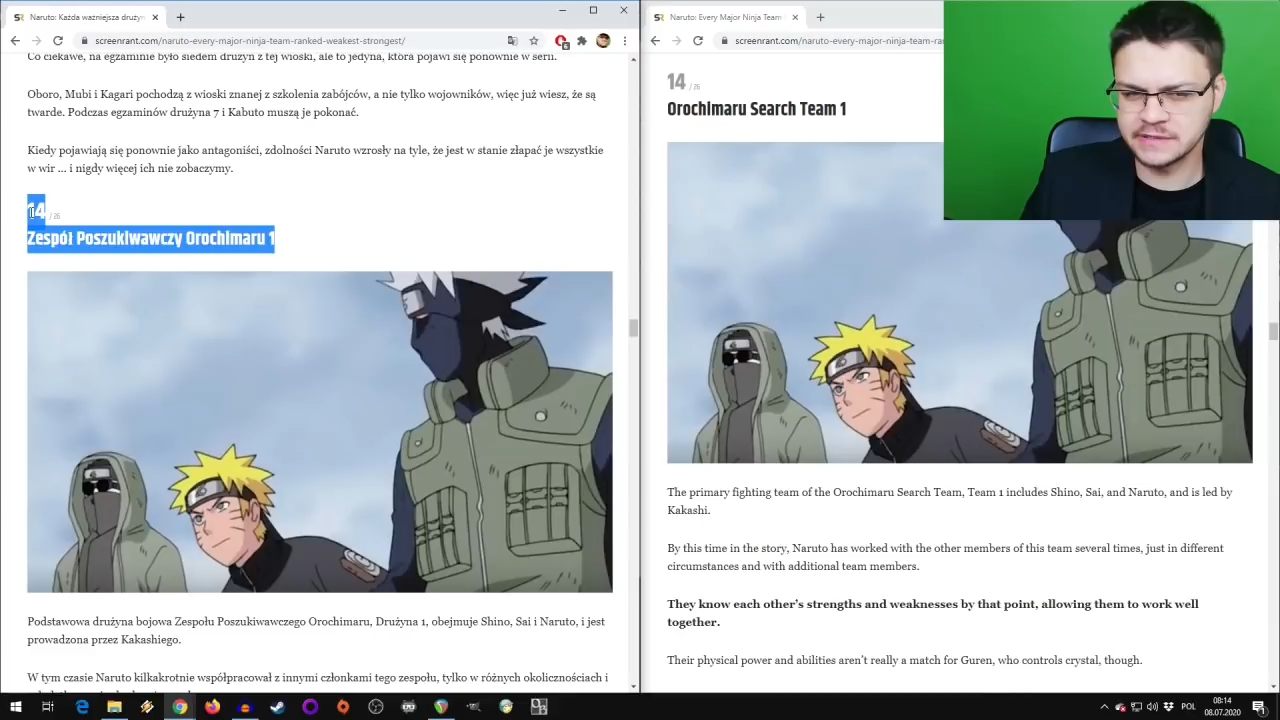 Naruto: Każda ważniejsza drużyn
screenrant.com/naruto-every-major-ninja-team-ranked-weakest-strongest/
Co ciekawe, na egzaminie było siedem drużyn z tej wioski, ale to jedyna, która pojawi się ponownie w serii.
Oboro, Mubi i Kagari pochodzą z wioski znanej z szkolenia zabójców, a nie tylko wojowników, więc już wiesz, że są
twarde. Podczas egzaminów drużyna 7 i Kabuto muszą je pokonać.
Kiedy pojawiają się ponownie jako antagoniści, zdolności Naruto wzrosły na tyle, że jest w stanie złapać je wszystkie
w wir ... i nigdy więcej ich nie zobaczymy.
14 / 26
Zespół Poszukiwawczy Orochimaru 1
Podstawowa drużyna bojowa Zespołu Poszukiwawczego Orochimaru, Drużyna 1, obejmuje Shino, Sai i Naruto, i jest
prowadzona przez Kakashiego.
W tym czasie Naruto kilkakrotnie współpracował z innymi członkami tego zespołu, tylko w różnych okolicznościach i
Naruto: Every Major Ninja Team
screenrant.com/naruto-every-major-ninja-team-ra
14 / 26
Orochimaru Search Team 1
The primary fighting team of the Orochimaru Search Team, Team 1 includes Shino, Sai, and Naruto, and is led by
Kakashi.
By this time in the story, Naruto has worked with the other members of this team several times, just in different
circumstances and with additional team members.
They know each other's strengths and weaknesses by that point, allowing them to work well
together.
Their physical power and abilities aren't really a match for Guren, who controls crystal, though.
POL
08:14
08.07.2020